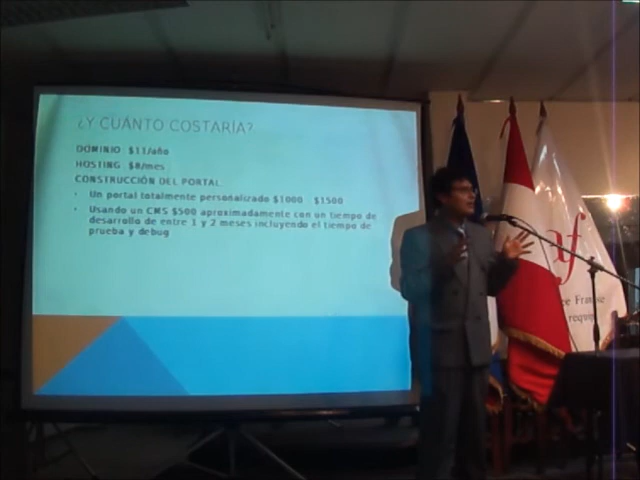 ¿Y CUÁNTO COSTARÍA?
DOMINIO $11/año
HOSTING $8/mes
CONSTRUCCIÓN DEL PORTAL
• Un portal totalmente personalizado $1000 $1500
• Usando un CMS $500 aproximadamente con un tiempo de
desarrollo de entre 1 y 2 meses incluyendo el tiempo de
prueba y debug
af